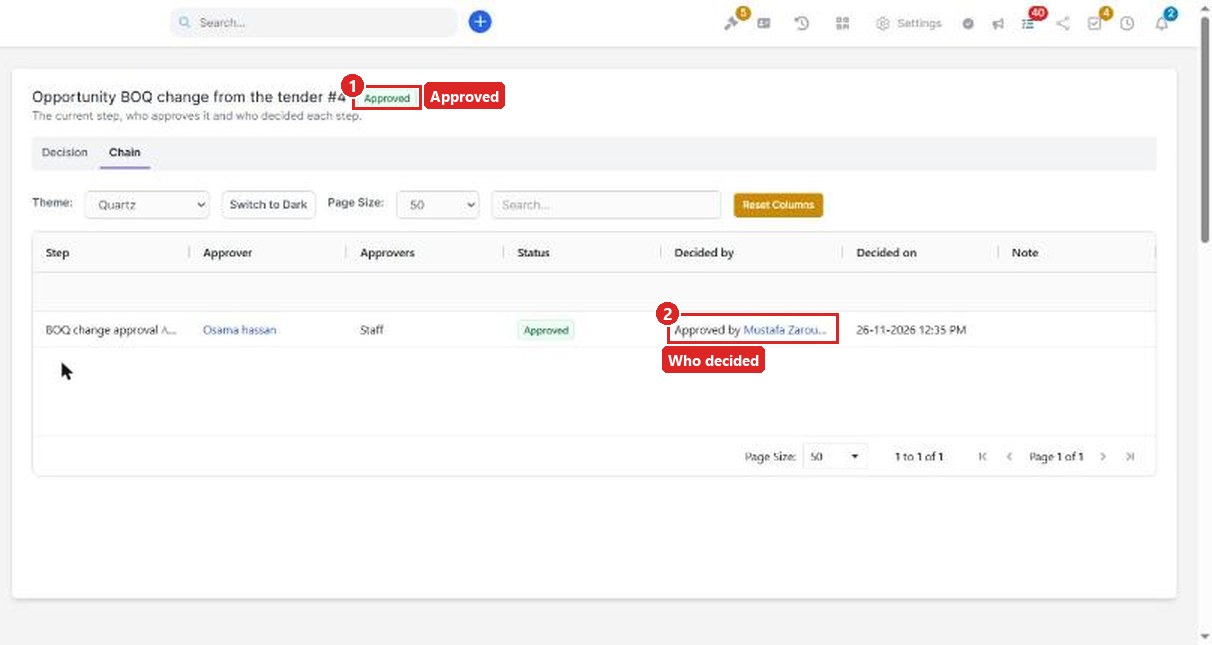 Search...
5
Settings
40
4
2
1
Opportunity BOQ change from the tender #4 Approved Approved
The current step, who approves it and who decided each step.
Decision Chain
Theme: Quartz Switch to Dark Page Size: 50 Search... Reset Columns
Step Approver Approvers Status Decided by Decided on Note
2
BOQ change approval A... Osama hassan Staff Approved Approved by Mustafa Zarou... 26-11-2026 12:35 PM
Who decided
Page Size: 50 1 to 1 of 1 Page 1 of 1